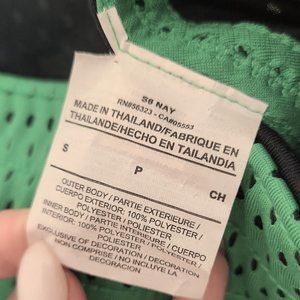 S8 NAY
RN#56323 - CA#05553
MADE IN THAILAND/FABRIQUE EN
THAILANDE/HECHO EN TAILANDIA
S P CH
OUTER BODY / PARTIE EXTERIEURE /
CUERPO EXTERIOR: 100% POLYESTER /
POLYESTER / POLIESTER
INNER BODY / PARTIE INTERIEURE / CUERPO
INTERIOR: 100% POLYESTER / POLYESTER /
POLIESTER
EXCLUSIVE OF DECORATION / DECORATION
NON COMPRISE / NO INCLUYE LA
DECORACION